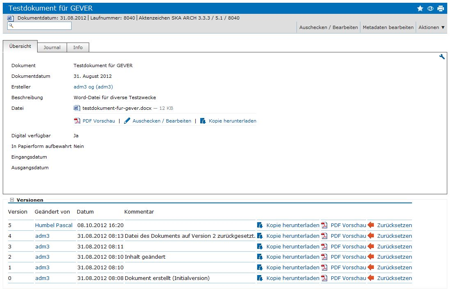 Testdokument für GEVER
Dokumentdatum: 31.08.2012 | Laufnummer: 8040 | Aktenzeichen SKA ARCH 3.3.3 / 5.1 / 8040
Auschecken / Bearbeiten | Metadaten bearbeiten | Aktionen ▼
Übersicht Journal Info
Dokument Testdokument für GEVER
Dokumentdatum 31. August 2012
Ersteller adm3 og (adm3)
Beschreibung Word-Datei für diverse Testzwecke
Datei testdokument-fur-gever.docx — 12 KB
PDF Vorschau | Auschecken / Bearbeiten | Kopie herunterladen
Digital verfügbar Ja
In Papierform aufbewahrt Nein
Eingangsdatum
Ausgangsdatum
Versionen
Version Geändert von Datum Kommentar
5 Humbel Pascal 08.10.2012 16:20 Kopie herunterladen PDF Vorschau Zurücksetzen
4 adm3 31.08.2012 08:13 Datei des Dokuments auf Version 2 zurückgesetzt. Kopie herunterladen PDF Vorschau Zurücksetzen
3 adm3 31.08.2012 08:11 Kopie herunterladen PDF Vorschau Zurücksetzen
2 adm3 31.08.2012 08:10 Inhalt geändert Kopie herunterladen PDF Vorschau Zurücksetzen
1 adm3 31.08.2012 08:10 Kopie herunterladen PDF Vorschau Zurücksetzen
0 adm3 31.08.2012 08:08 Dokument erstellt (Initialversion) Kopie herunterladen PDF Vorschau Zurücksetzen